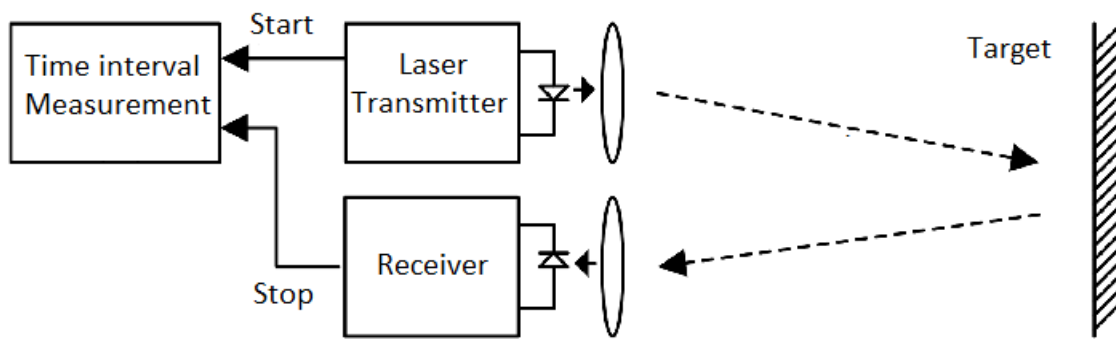 Start
Target
Time interval
Measurement
Laser
Transmitter
Receiver
Stop